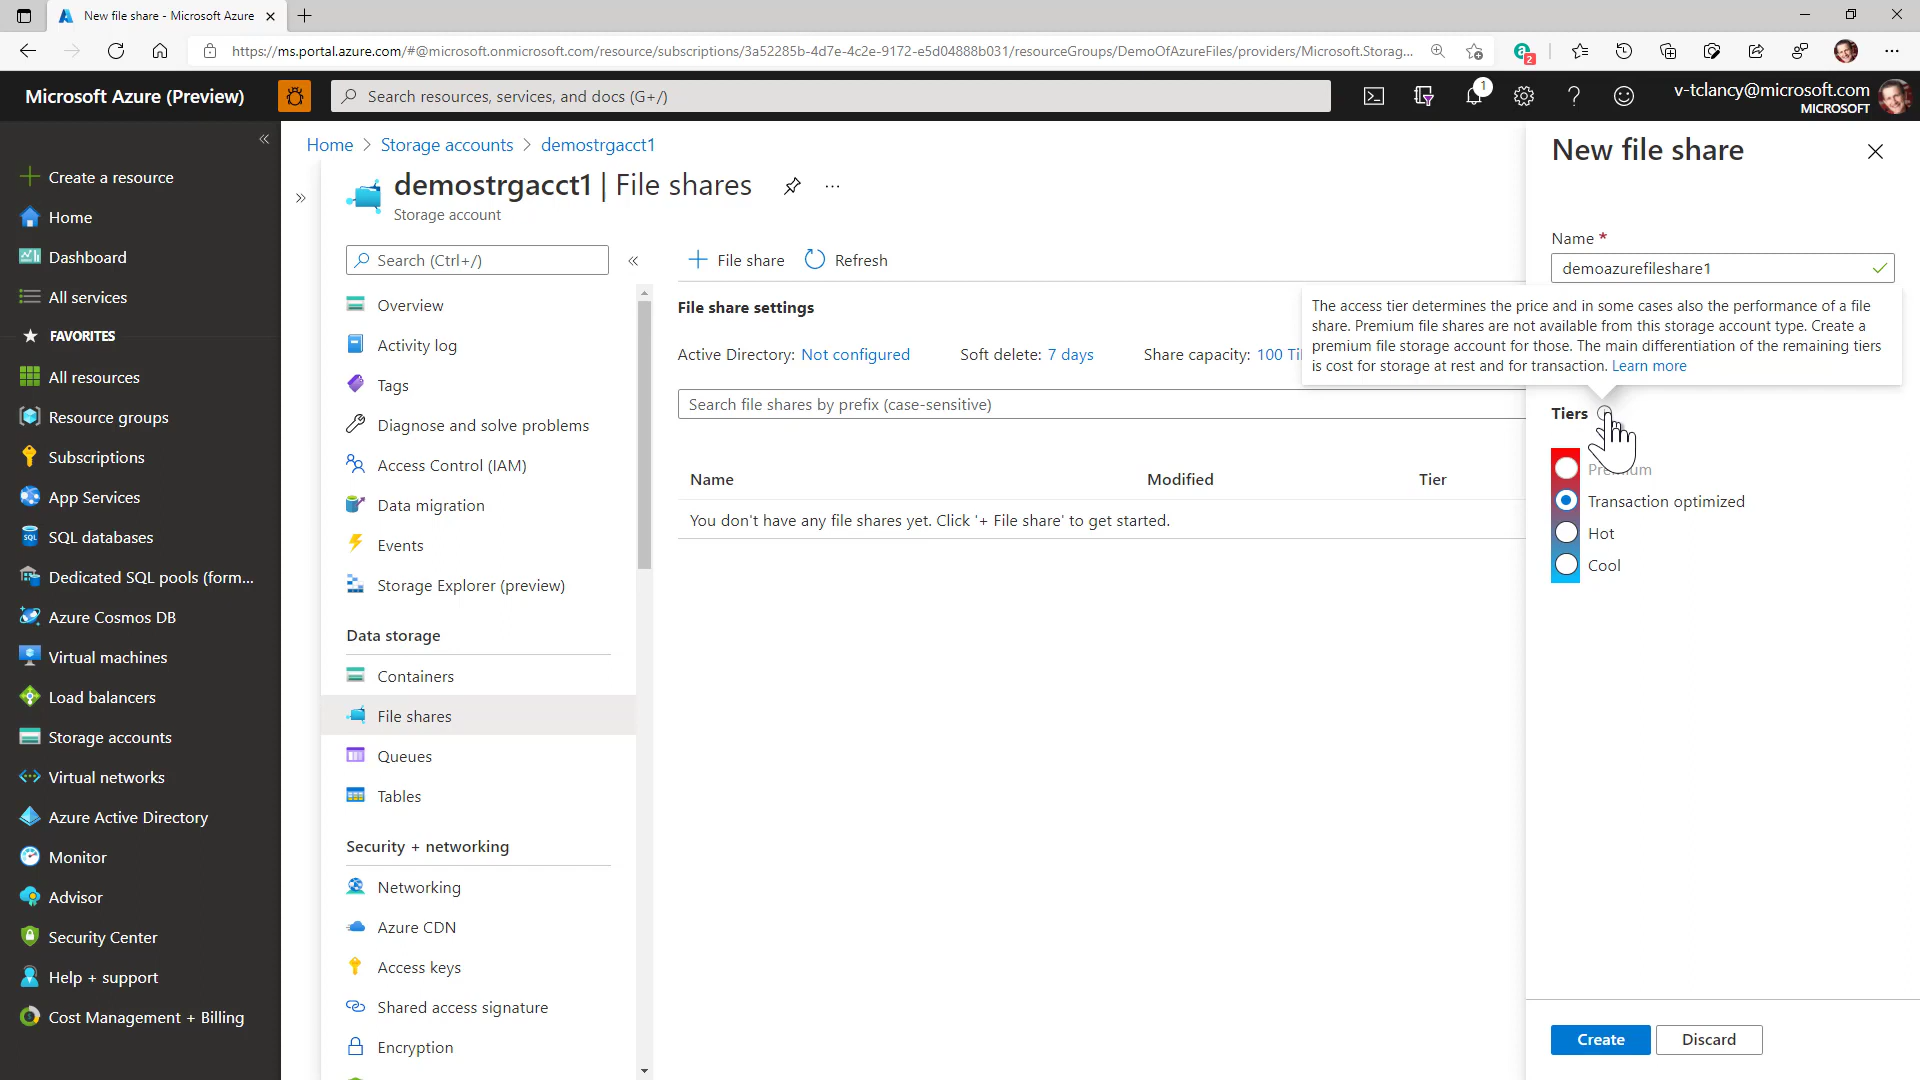 New file share - Microsoft Azure
https://ms.portal.azure.com/#@microsoft.onmicrosoft.com/resource/subscriptions/3a52285b-4d7e-4c2e-9172-e5d04888b031/resourceGroups/DemoOfAzureFiles/providers/Microsoft.Storag...
2
Microsoft Azure (Preview)
Search resources, services, and docs (G+/)
1
v-tclancy@microsoft.com
MICROSOFT
Create a resource
Home
Dashboard
All services
FAVORITES
All resources
Resource groups
Subscriptions
App Services
SQL databases
Dedicated SQL pools (form...
Azure Cosmos DB
Virtual machines
Load balancers
Storage accounts
Virtual networks
Azure Active Directory
Monitor
Advisor
Security Center
Help + support
Cost Management + Billing
Home > Storage accounts > demostrgacct1
demostrgacct1 | File shares
Storage account
Search (Ctrl+/)
Overview
Activity log
Tags
Diagnose and solve problems
Access Control (IAM)
Data migration
Events
Storage Explorer (preview)
Data storage
Containers
File shares
Queues
Tables
Security + networking
Networking
Azure CDN
Access keys
Shared access signature
Encryption
File share
Refresh
File share settings
Active Directory: Not configured
Soft delete: 7 days
Share capacity: 100 Ti
Search file shares by prefix (case-sensitive)
Name Modified Tier
You don't have any file shares yet. Click '+ File share' to get started.
New file share
Name *
demoazurefileshare1
The access tier determines the price and in some cases also the performance of a file
share. Premium file shares are not available from this storage account type. Create a
premium file storage account for those. The main differentiation of the remaining tiers
is cost for storage at rest and for transaction. Learn more
Tiers
Premium
Transaction optimized
Hot
Cool
Create
Discard